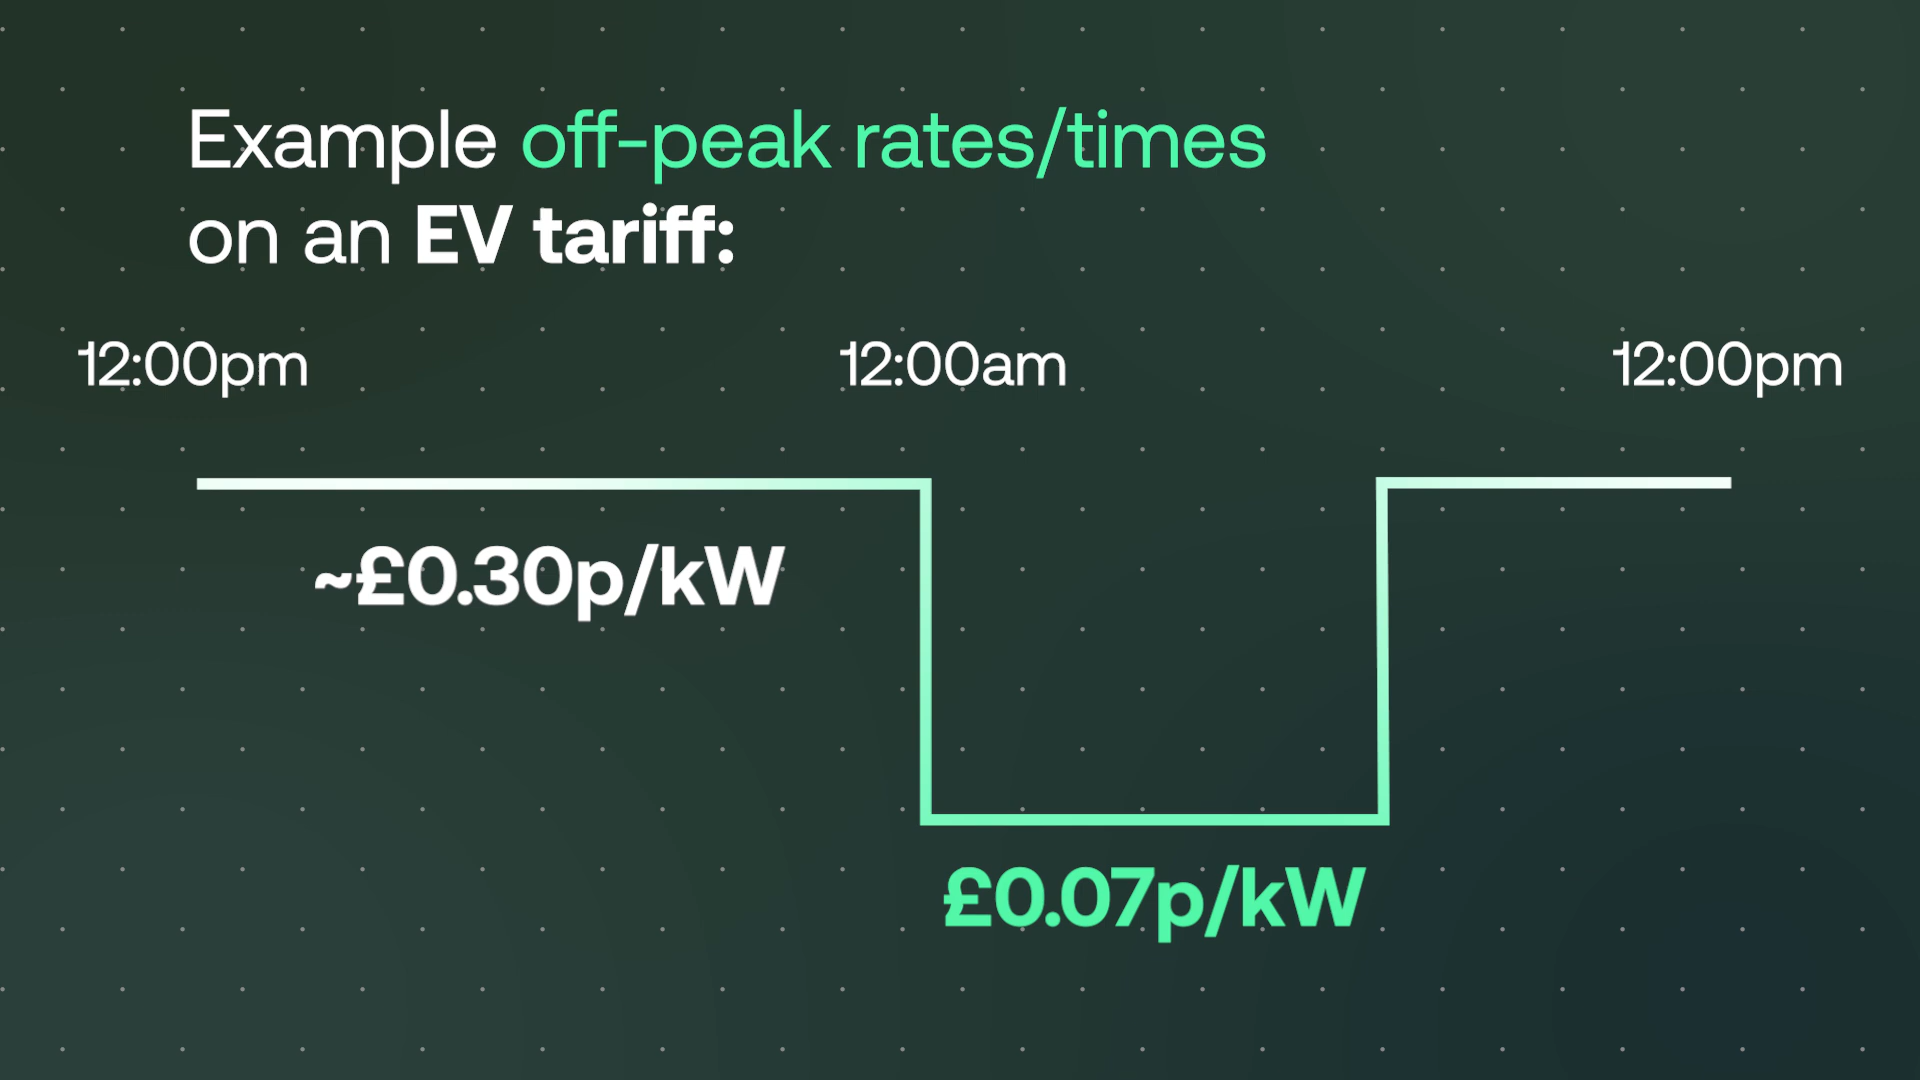 Example off-peak rates/times
on an EV tariff:
12:00pm 12:00am 12:00pm
~£0.30p/kW
£0.07p/kW